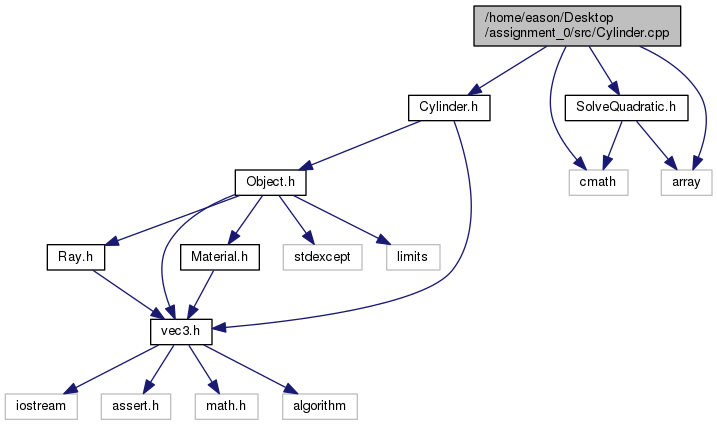 /home/eason/Desktop
/assignment_0/src/Cylinder.cpp
Cylinder.h
SolveQuadratic.h
Object.h
cmath
array
Ray.h
Material.h
stdexcept
limits
vec3.h
iostream
assert.h
math.h
algorithm